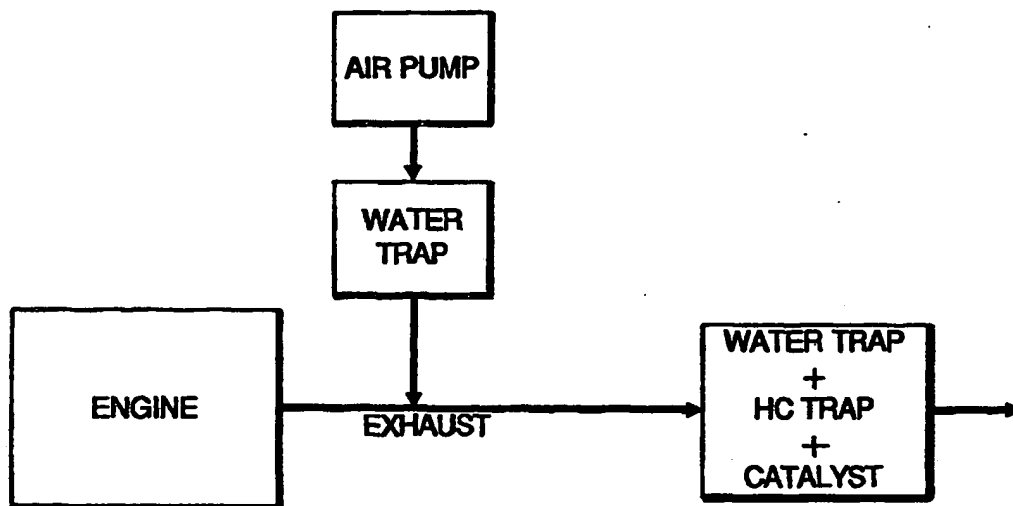 AIR PUMP
WATER
TRAP
ENGINE
EXHAUST
WATER TRAP
+
HC TRAP
+
CATALYST